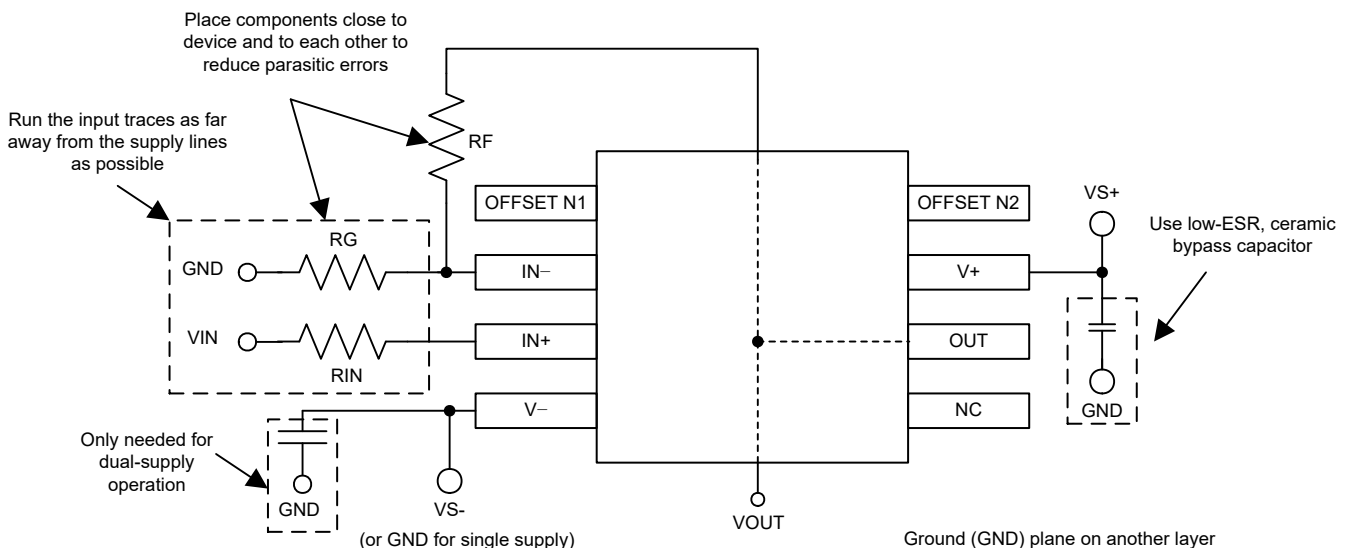 Place components close to
device and to each other to
reduce parasitic errors
Run the input traces as far
away from the supply lines
as possible
RF
OFFSET N1
OFFSET N2
VS+
Use low-ESR, ceramic
bypass capacitor
RG
GND
IN−
V+
VIN
IN+
OUT
RIN
V−
NC
GND
Only needed for
dual-supply
operation
GND
VS-
(or GND for single supply)
VOUT
Ground (GND) plane on another layer